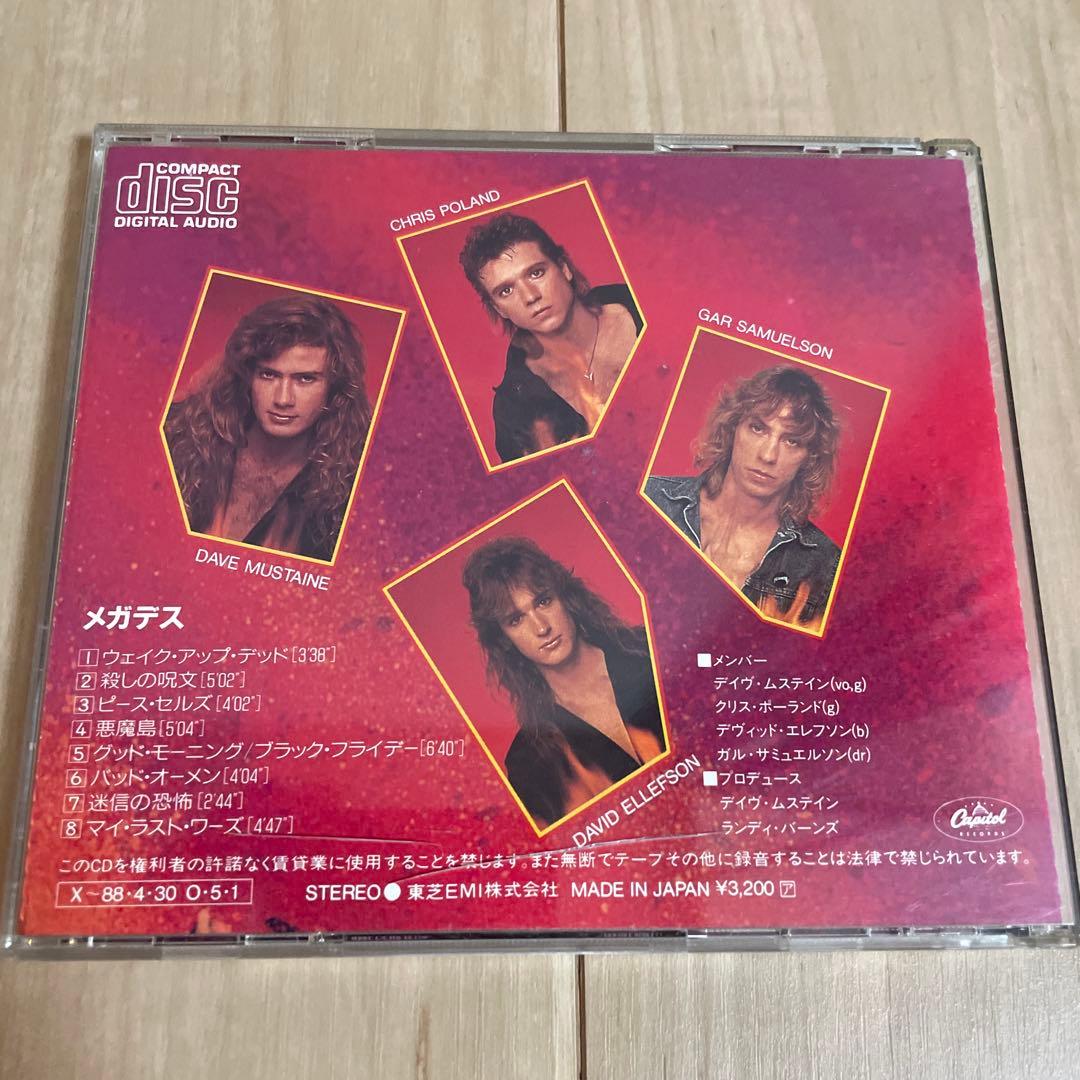 COMPACT
disc
DIGITAL AUDIO
CHRIS POLAND
GAR SAMUELSON
DAVE MUSTAINE
DAVID ELLEFSON
メガデス
1 ウェイク・アップ・デッド[3'38"]
2 殺しの呪文[5'02"]
3 ピース・セルズ[4'02"]
4 悪魔島[5'04"]
5 グッド・モーニング/ブラック・フライデー[6'40"]
6 バッド・オーメン[4'04"]
7 迷信の恐怖[2'44"]
8 マイ・ラスト・ワーズ[4'47"]
■メンバー
デイヴ・ムステイン(vo,g)
クリス・ポーランド(g)
デヴィッド・エレフソン(b)
ガル・サミュエルソン(dr)
■プロデュース
デイヴ・ムステイン
ランディ・バーンズ
Capitol
RECORDS
このCDを権利者の許諾なく賃貸業に使用することを禁じます。また無断でテープその他に録音することは法律で禁じられています。
X～88・4・30 O・5・1
STEREO● 東芝EMI株式会社 MADE IN JAPAN ¥3,200 ア